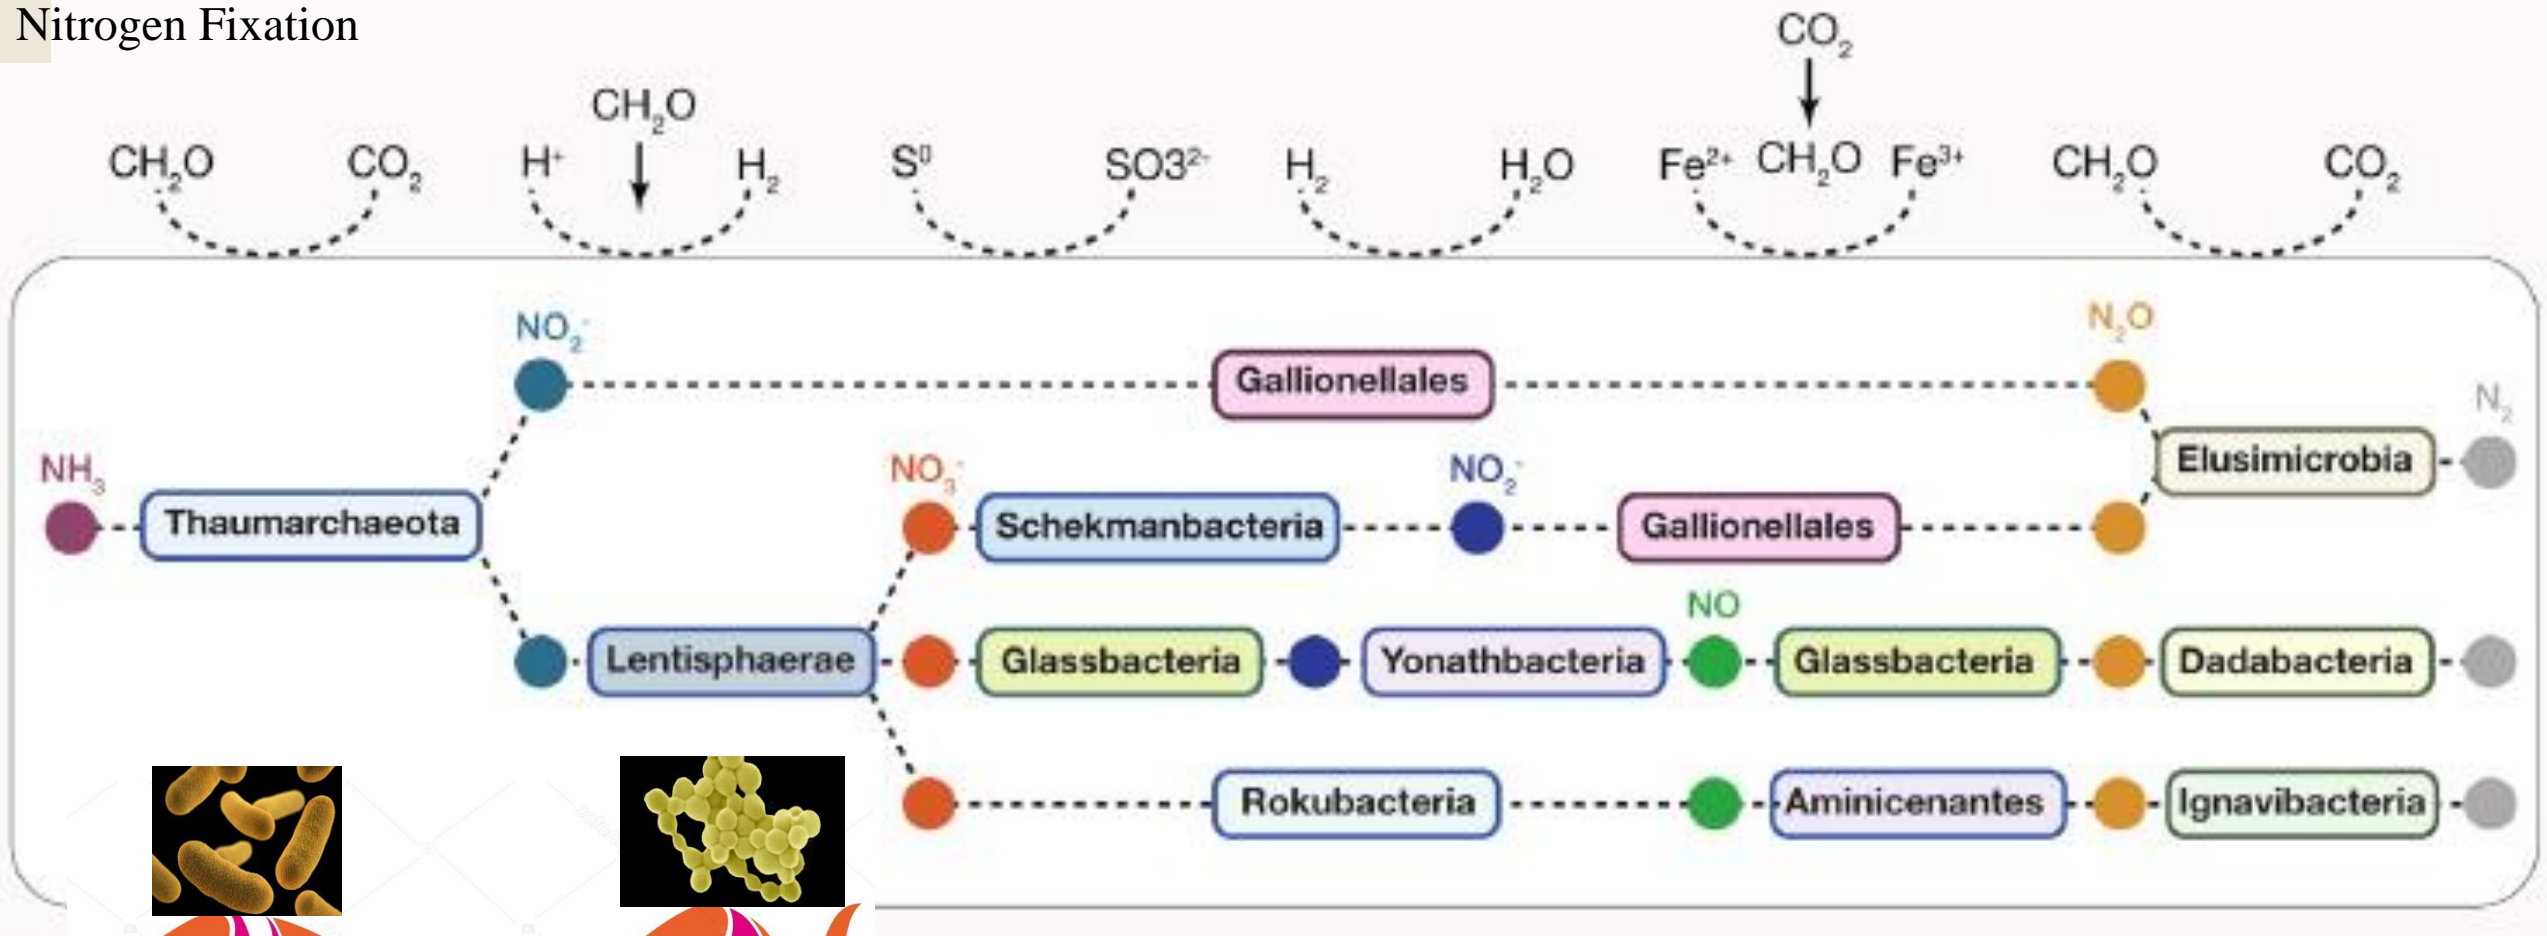 Nitrogen Fixation
CO₂
CH₂O
CH₂O CO₂ H⁺ H₂ S⁰ SO3²⁻ H₂ H₂O Fe²⁺ CH₂O Fe³⁺ CH₂O CO₂
NO₂⁻ N₂O
Gallionellales
N₂
Elusimicrobia
NH₃ NO₃⁻ NO₂⁻
Thaumarchaeota Schekmanbacteria Gallionellales
NO
Lentisphaerae Glassbacteria Yonathbacteria Glassbacteria Dadabacteria
Rokubacteria Aminicenantes Ignavibacteria